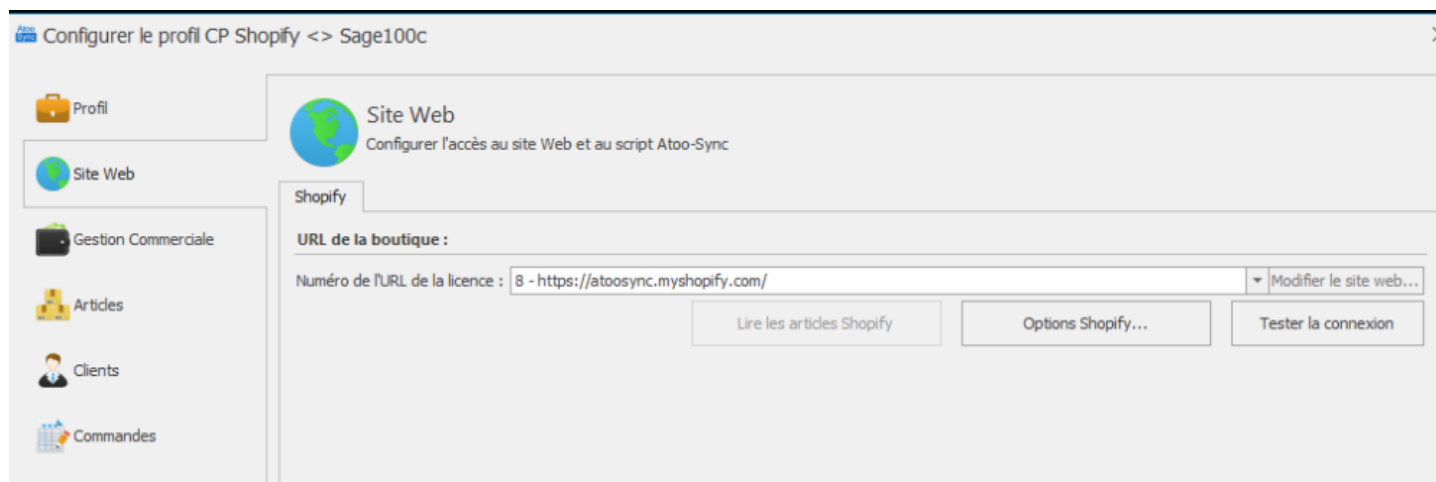 Atoo Sync
Configurer le profil CP Shopify <> Sage100c
Profil
Site Web
Gestion Commerciale
Articles
Clients
Commandes
Site Web
Configurer l'accès au site Web et au script Atoo-Sync
Shopify
URL de la boutique :
Numéro de l'URL de la licence : 8 - https://atoosync.myshopify.com/ Modifier le site web...
Lire les articles Shopify Options Shopify... Tester la connexion